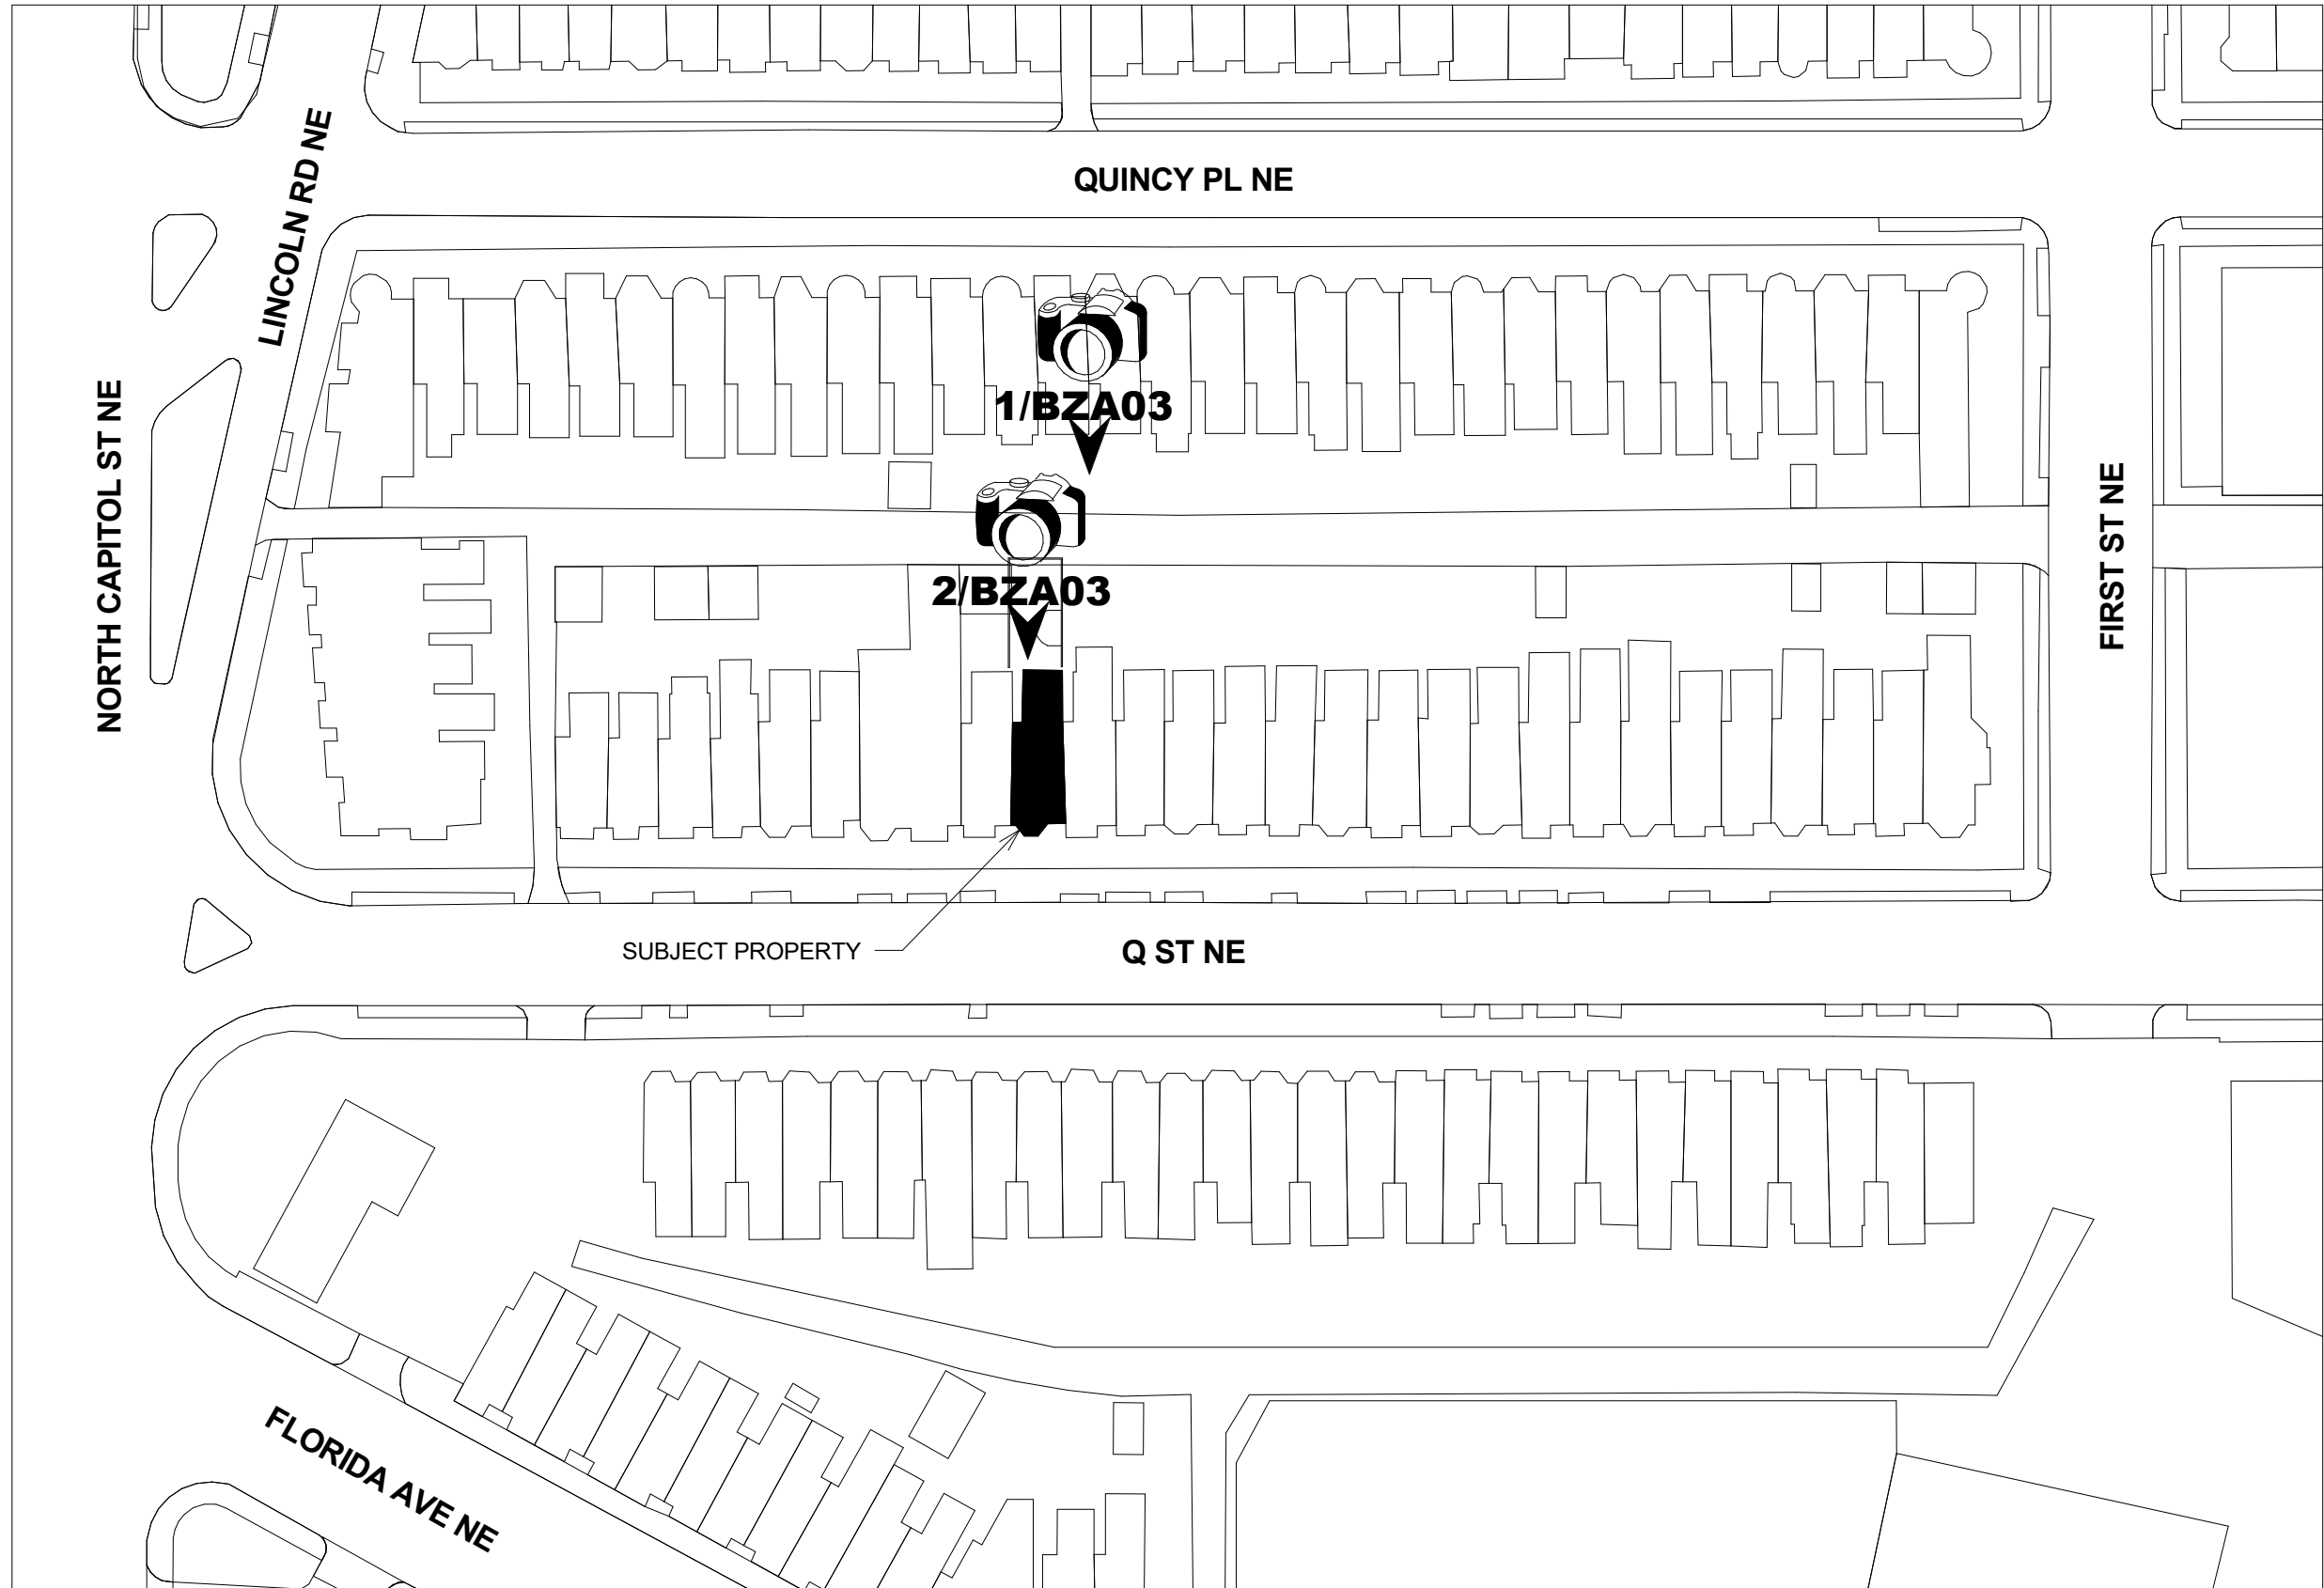 QUINCY PL NE
LINCOLN RD NE
1/BZA03
NORTH CAPITOL ST NE
FIRST ST NE
2/BZA03
SUBJECT PROPERTY
Q ST NE
FLORIDA AVE NE